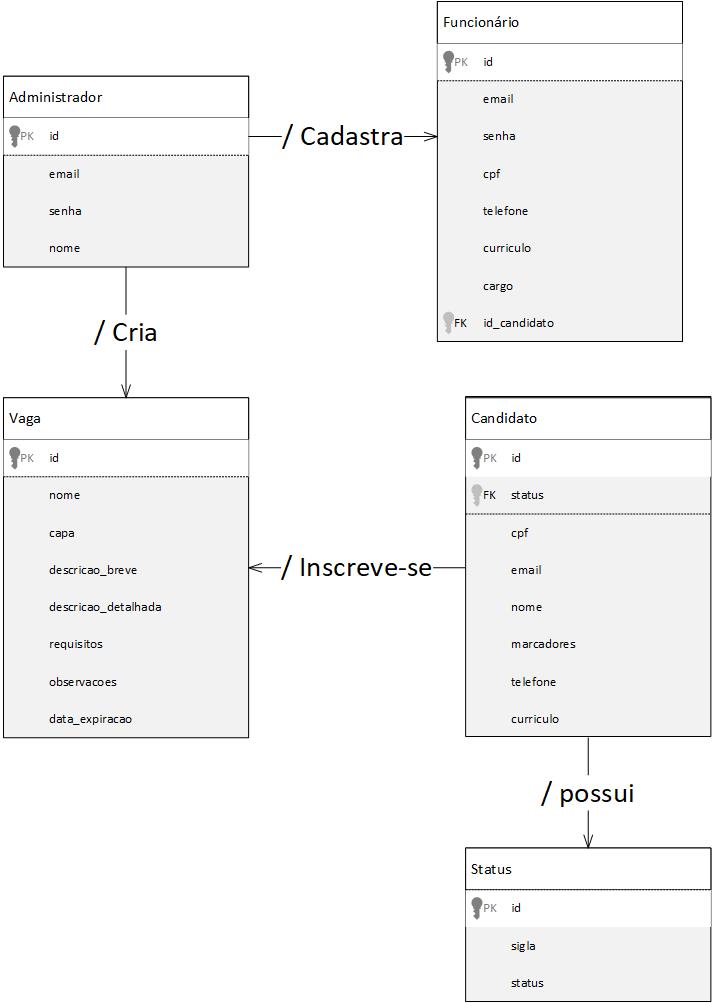 Funcionário
PK id
email
senha
cpf
telefone
curriculo
cargo
FK id_candidato
Administrador
PK id
email
senha
nome
/ Cadastra
/ Cria
Vaga
PK id
nome
capa
descricao_breve
descricao_detalhada
requisitos
observacoes
data_expiracao
/ Inscreve-se
Candidato
PK id
FK status
cpf
email
nome
marcadores
telefone
curriculo
/ possui
Status
PK id
sigla
status